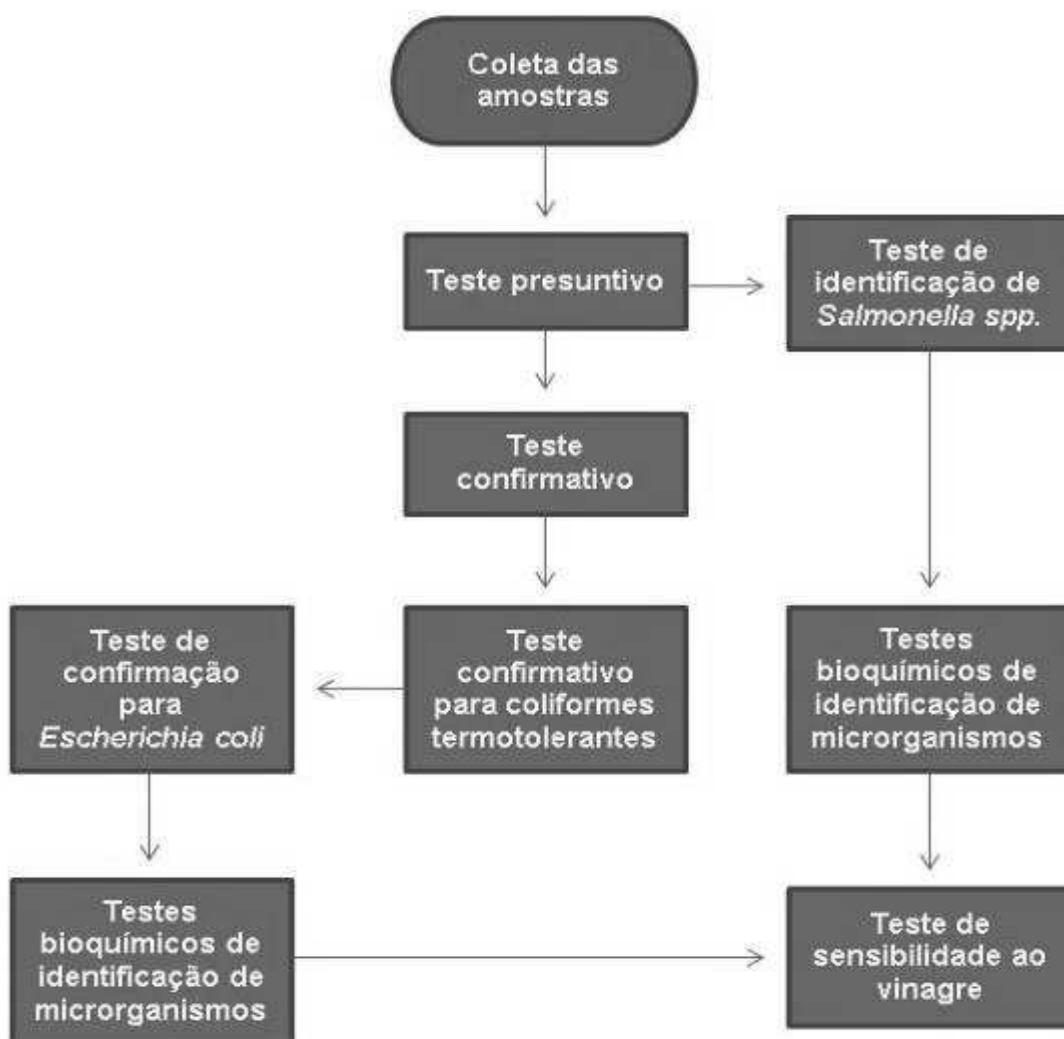 Coleta das
amostras
Teste presuntivo
Teste de
identificação de
Salmonella spp.
Teste
confirmativo
Teste de
confirmação
para
Escherichia coli
Teste
confirmativo
para coliformes
termotolerantes
Testes
bioquímicos de
identificação de
microrganismos
Testes
bioquímicos de
identificação de
microrganismos
Teste de
sensibilidade ao
vinagre